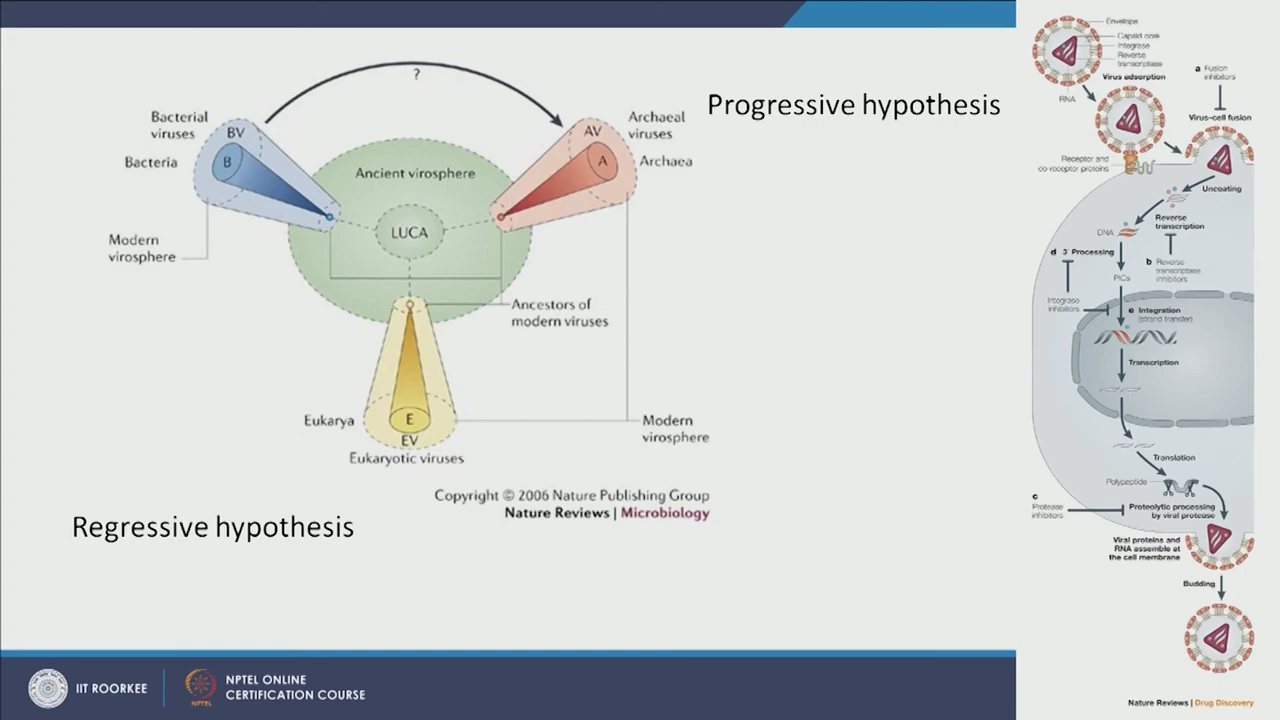 Progressive hypothesis
?
Bacterial
viruses
BV
Bacteria
B
Modern
virosphere
Ancient virosphere
LUCA
AV
Archaeal
viruses
A
Archaea
Ancestors of
modern viruses
Eukarya
E
EV
Eukaryotic viruses
Modern
virosphere
Copyright © 2006 Nature Publishing Group
Nature Reviews | Microbiology
Regressive hypothesis
IIT ROORKEE
NPTEL
NPTEL ONLINE
CERTIFICATION COURSE
Envelope
Capsid core
Integrase
Reverse
transcriptase
RNA
Virus adsorption
a Fusion
inhibitors
Virus–cell fusion
Receptor and
co-receptor proteins
Uncoating
Reverse
transcription
DNA
d 3' Processing
b Reverse-
transcriptase
inhibitors
PICs
Integrase
inhibitors
e Integration
(strand transfer)
Transcription
Translation
Polypeptide
c
Protease
inhibitors
Proteolytic processing
by viral protease
Viral proteins and
RNA assemble at
the cell membrane
Budding
Nature Reviews | Drug Discovery